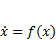 ẋ = f(x)